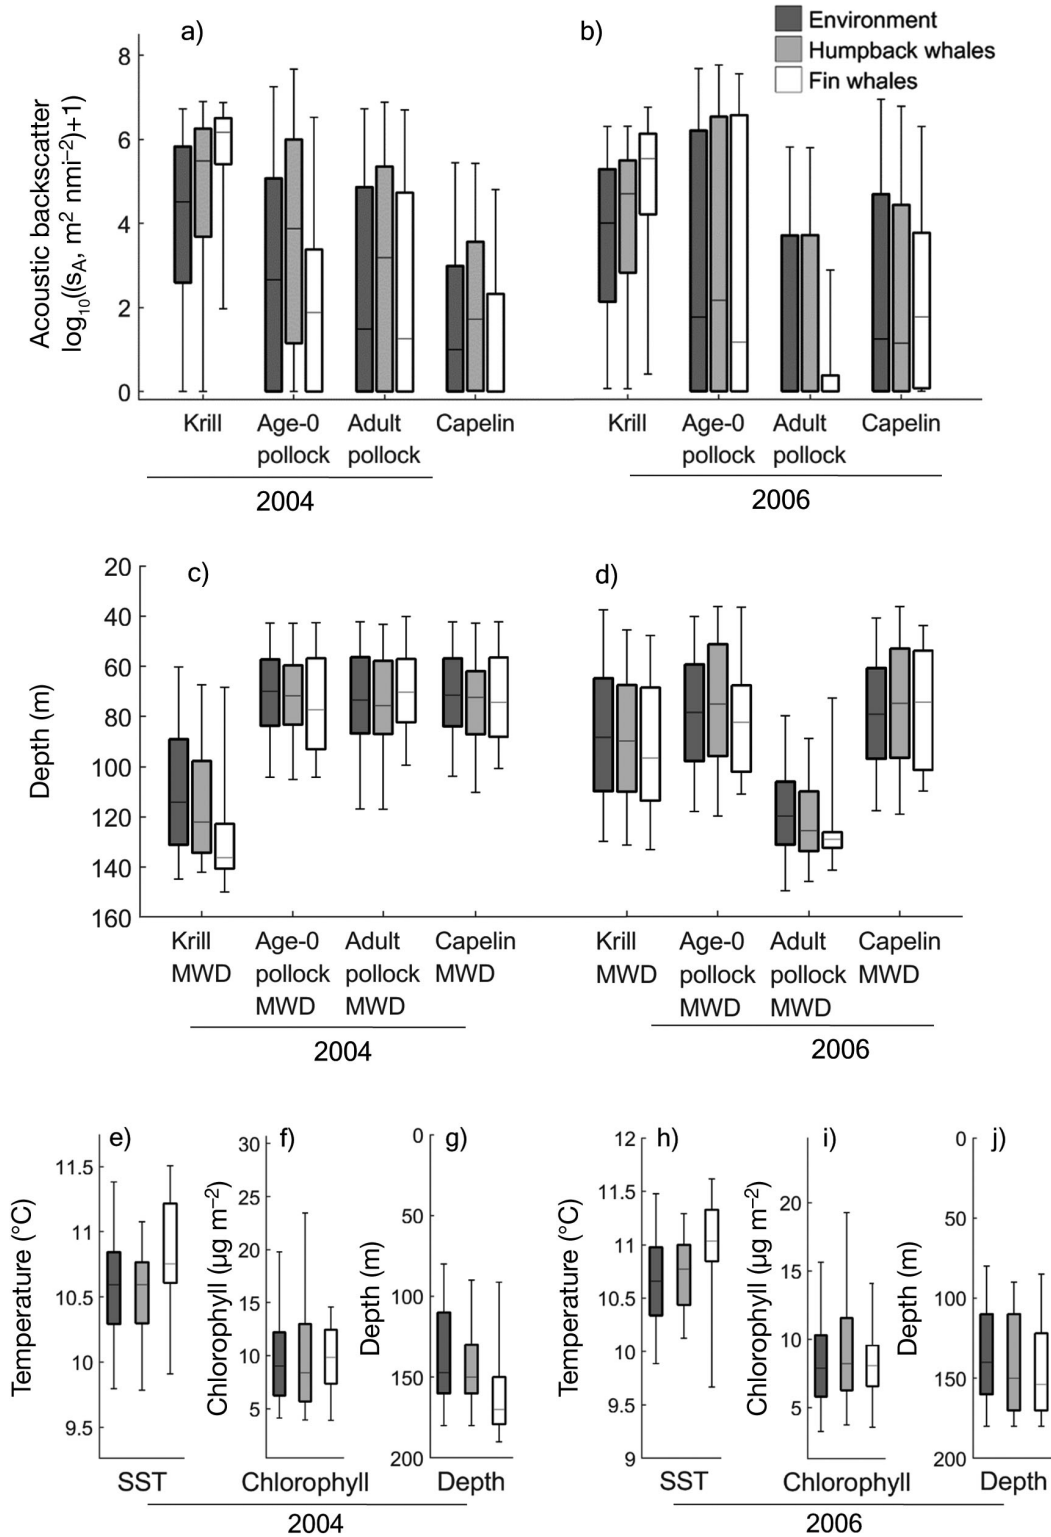 a)
b)
Environment
Humpback whales
Fin whales
Acoustic backscatter
log10((sA, m2 nmi−2)+1)
8
6
4
2
0
Krill Age-0 Adult Capelin Krill Age-0 Adult Capelin
pollock pollock pollock pollock
2004 2006
c)
d)
Depth (m)
20
40
60
80
100
120
140
160
Krill Age-0 Adult Capelin Krill Age-0 Adult Capelin
MWD pollock pollock MWD MWD pollock pollock MWD
MWD MWD MWD MWD
2004 2006
e)
Temperature (°C)
11.5
11
10.5
10
9.5
SST
f)
Chlorophyll (µg m−2)
30
25
20
15
10
5
Chlorophyll
g)
Depth (m)
0
50
100
150
200
Depth
2004
h)
Temperature (°C)
12
11.5
11
10.5
10
9.5
9
SST
i)
Chlorophyll (µg m−2)
20
15
10
5
Chlorophyll
j)
Depth (m)
0
50
100
150
200
Depth
2006